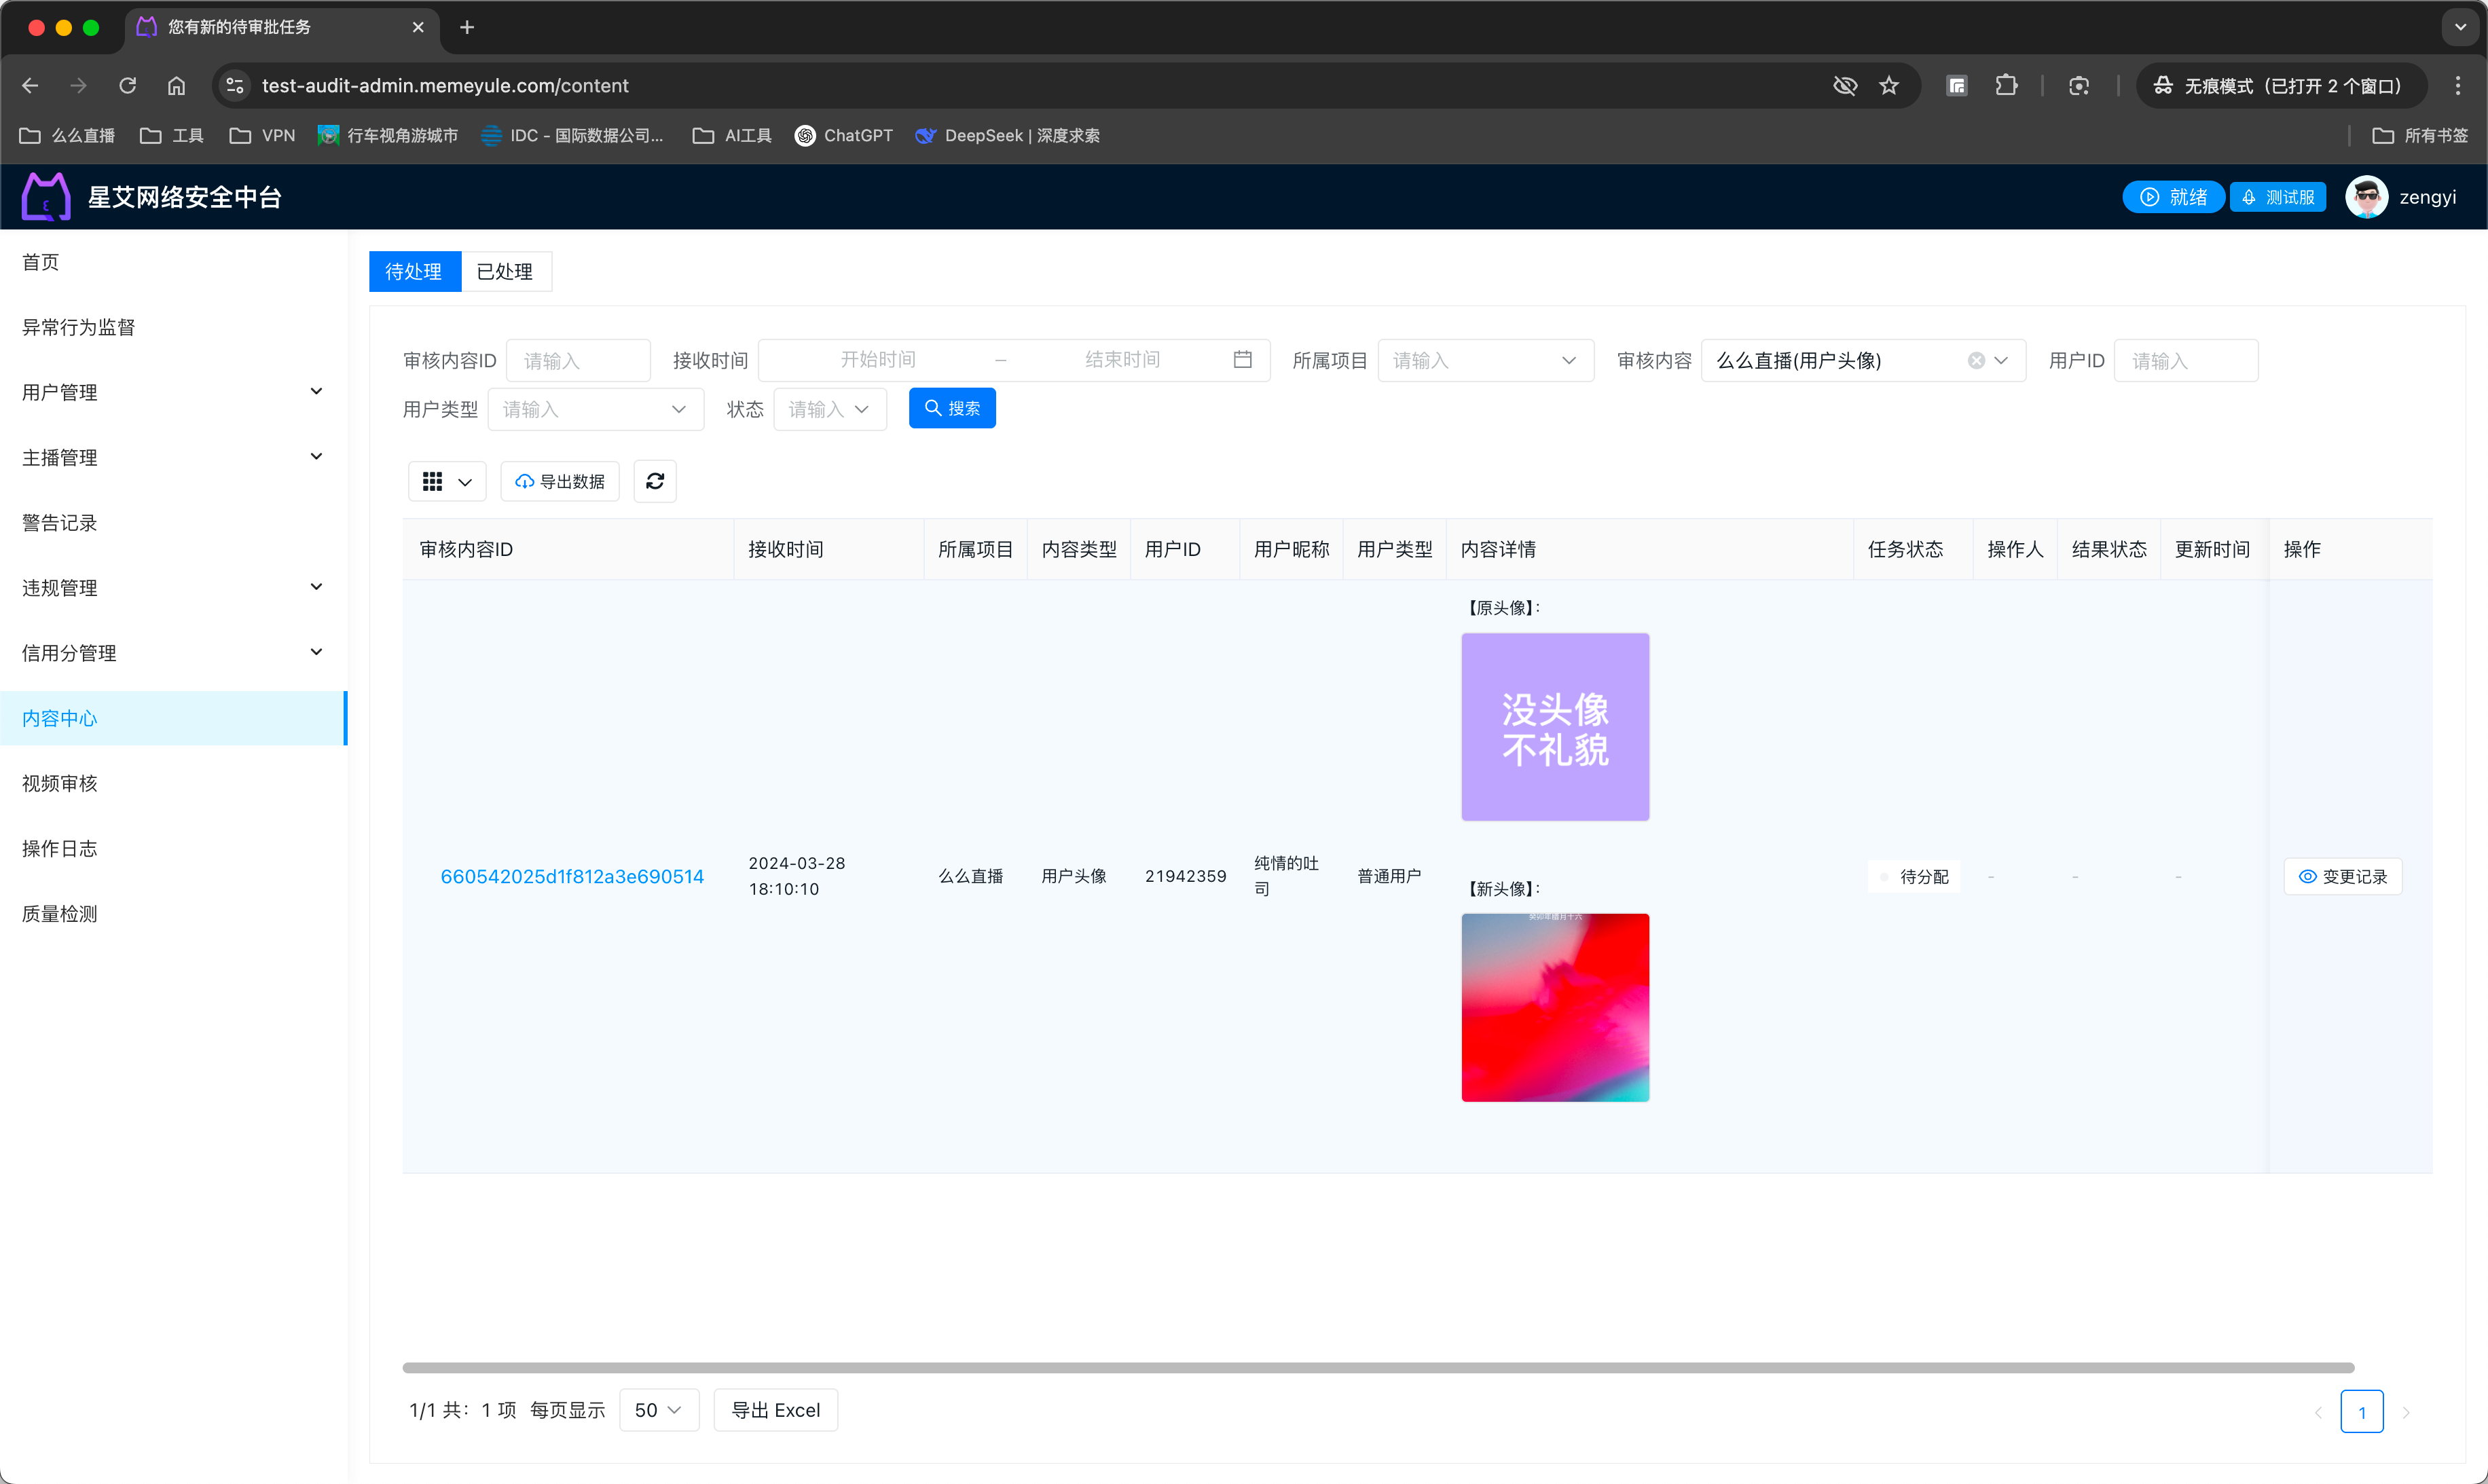 您有新的待审批任务
test-audit-admin.memeyule.com/content
无痕模式（已打开 2 个窗口）
么么直播
工具
VPN
行车视角游城市
IDC - 国际数据公司...
AI工具
ChatGPT
DeepSeek | 深度求索
所有书签
星艾网络安全中台
就绪
测试服
zengyi
首页
异常行为监督
用户管理
主播管理
警告记录
违规管理
信用分管理
内容中心
视频审核
操作日志
质量检测
待处理
已处理
审核内容ID 请输入
接收时间 开始时间 – 结束时间
所属项目 请输入
审核内容 么么直播(用户头像)
用户ID 请输入
用户类型 请输入
状态 请输入
搜索
导出数据
审核内容ID 接收时间 所属项目 内容类型 用户ID 用户昵称 用户类型 内容详情 任务状态 操作人 结果状态 更新时间 操作
660542025d1f812a3e690514
2024-03-28
18:10:10
么么直播
用户头像
21942359
纯情的吐
司
普通用户
【原头像】：
没头像
不礼貌
【新头像】：
癸卯年腊月十六
待分配
-
-
-
变更记录
1/1 共： 1 项 每页显示 50
导出 Excel
1